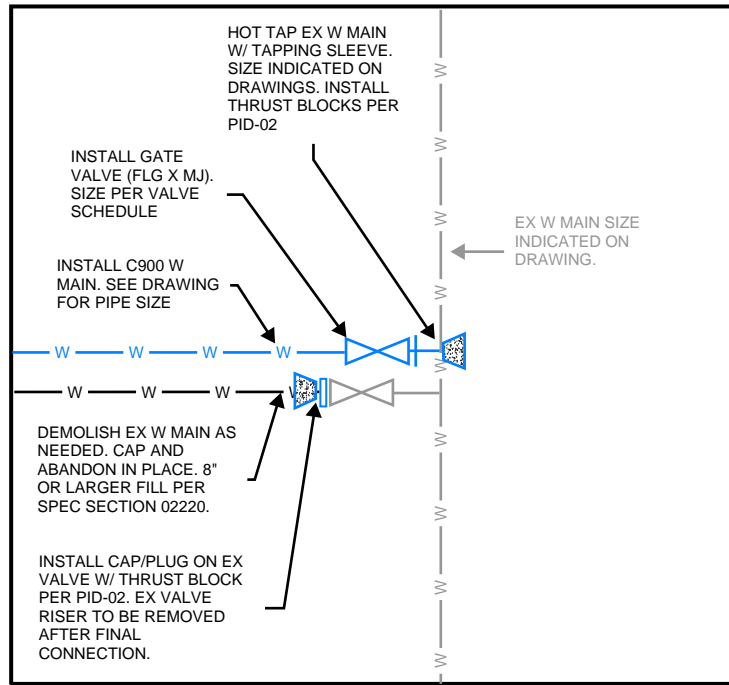 HOT TAP EX W MAIN
W/ TAPPING SLEEVE.
SIZE INDICATED ON
DRAWINGS. INSTALL
THRUST BLOCKS PER
PID-02
INSTALL GATE
VALVE (FLG X MJ).
SIZE PER VALVE
SCHEDULE
EX W MAIN SIZE
INDICATED ON
DRAWING.
INSTALL C900 W
MAIN. SEE DRAWING
FOR PIPE SIZE
W W W W
W W W W
DEMOLISH EX W MAIN AS
NEEDED. CAP AND
ABANDON IN PLACE. 8"
OR LARGER FILL PER
SPEC SECTION 02220.
INSTALL CAP/PLUG ON EX
VALVE W/ THRUST BLOCK
PER PID-02. EX VALVE
RISER TO BE REMOVED
AFTER FINAL
CONNECTION.
W
W
W
W
W
W
W
W
W